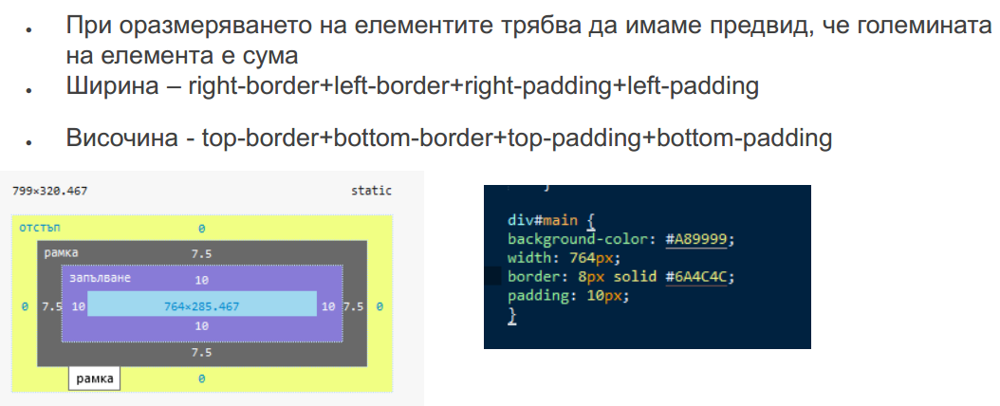 При оразмеряването на елементите трябва да имаме предвид, че големината
на елемента е сума
Ширина – right-border+left-border+right-padding+left-padding
Височина - top-border+bottom-border+top-padding+bottom-padding
799×320.467 static
отстъп 0
рамка 7.5
запълване 10
0 7.5 10 764×285.467 10 7.5 0
10
7.5
рамка 0
}
div#main {
background-color: #A89999;
width: 764px;
border: 8px solid #6A4C4C;
padding: 10px;
}